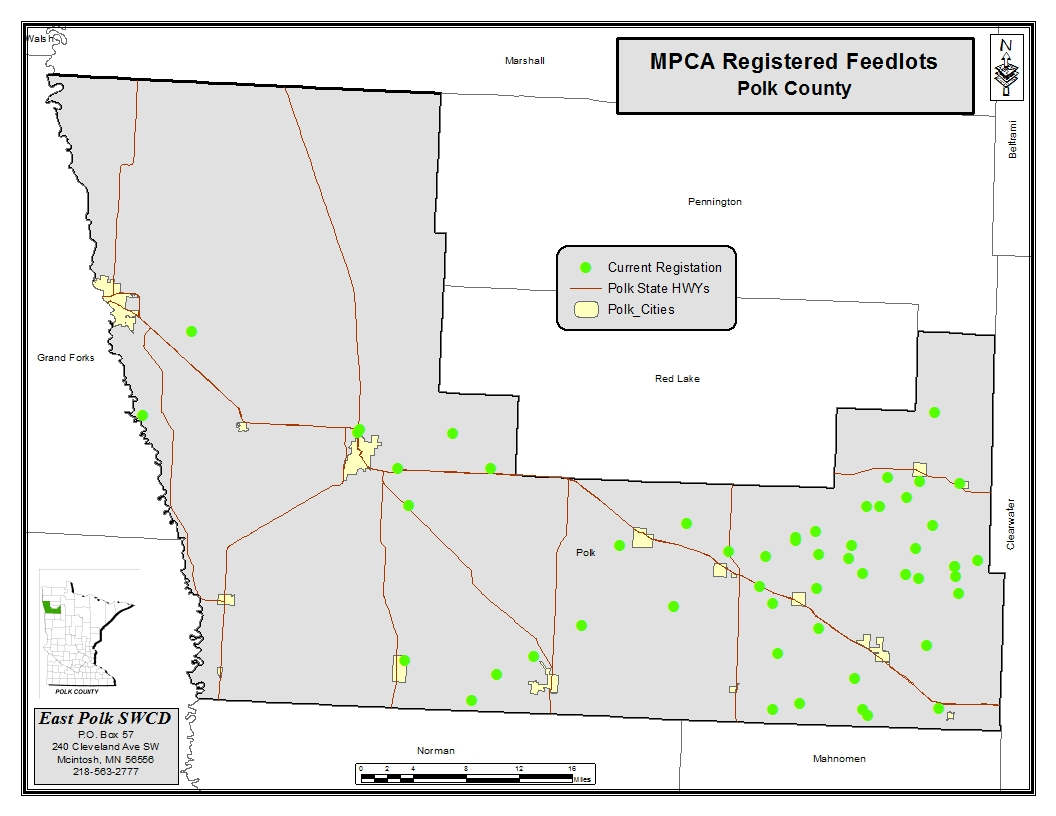 Walsh
Marshall
MPCA Registered Feedlots
Polk County
N
Beltrami
Pennington
Current Registation
Polk State HWYs
Polk_Cities
Grand Forks
Red Lake
Clearwater
Polk
POLK COUNTY
East Polk SWCD
P.O. Box 57
240 Cleveland Ave SW
Mcintosh, MN 56556
218-563-2777
Norman
Mahnomen
0 2 4 8 12 16
Miles